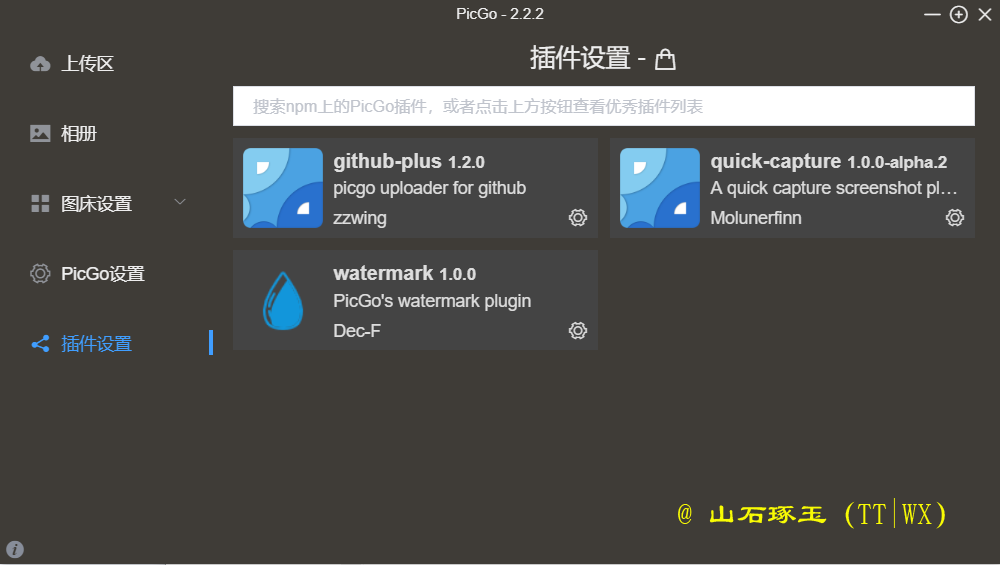 PicGo - 2.2.2
上传区
相册
图床设置
PicGo设置
插件设置
插件设置 -
搜索npm上的PicGo插件，或者点击上方按钮查看优秀插件列表
github-plus 1.2.0
picgo uploader for github
zzwing
quick-capture 1.0.0-alpha.2
A quick capture screenshot pl…
Molunerfinn
watermark 1.0.0
PicGo's watermark plugin
Dec-F
@ 山石琢玉 (TT|WX)